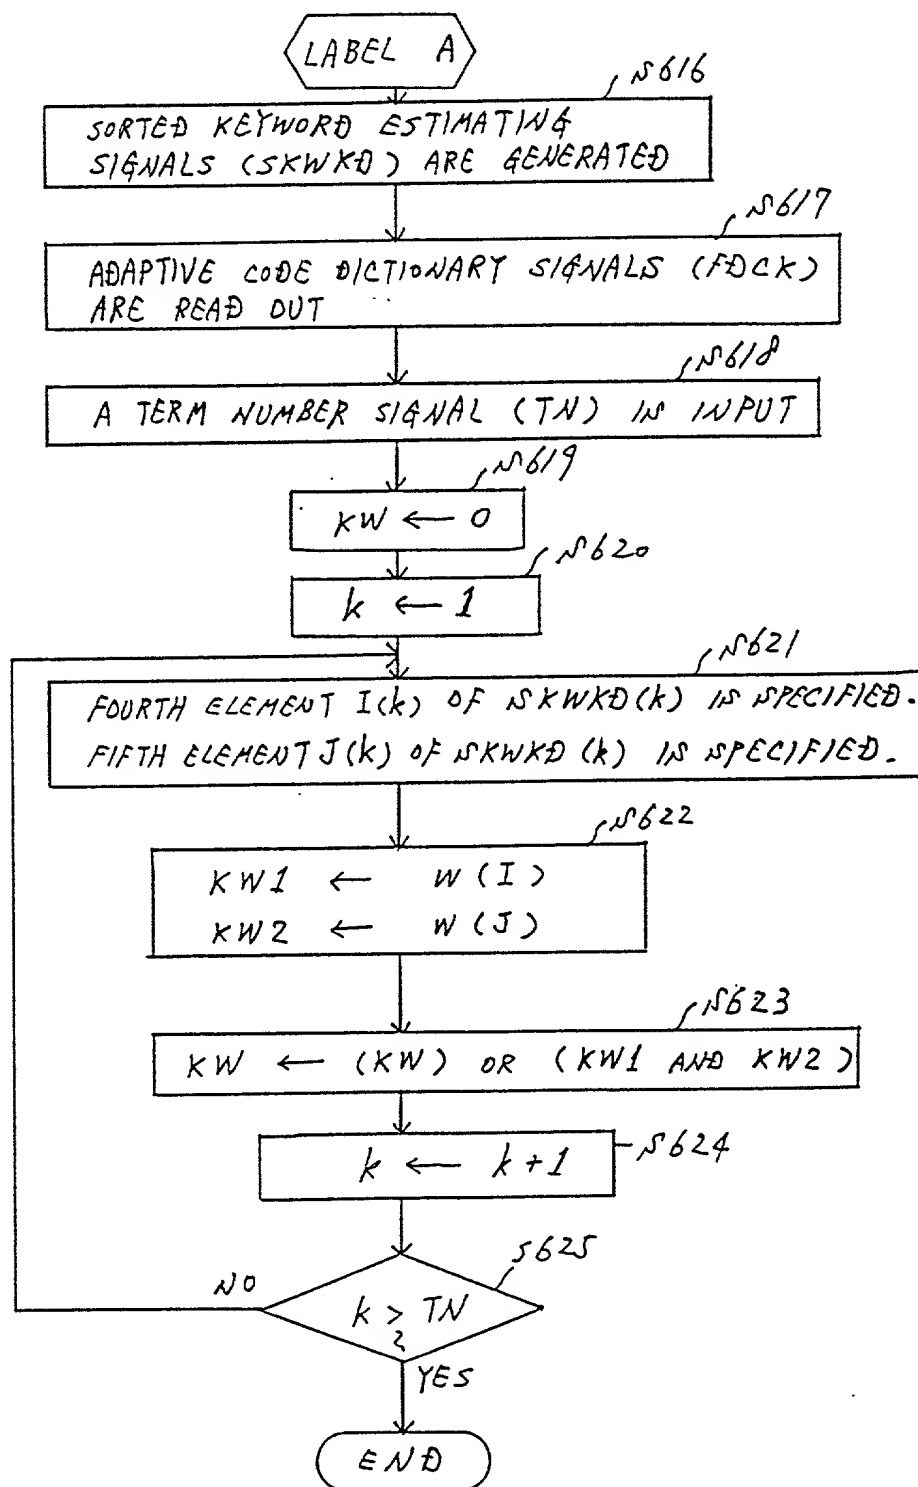 LABEL A
S616
SORTED KEYWORD ESTIMATING
SIGNALS (SKWKD) ARE GENERATED
S617
ADAPTIVE CODE DICTIONARY SIGNALS (FDCK)
ARE READ OUT
S618
A TERM NUMBER SIGNAL (TN) IS INPUT
S619
KW ← 0
S620
k ← 1
S621
FOURTH ELEMENT I(k) OF SKWKD(k) IS SPECIFIED.
FIFTH ELEMENT J(k) OF SKWKD(k) IS SPECIFIED.
S622
KW1 ← W(I)
KW2 ← W(J)
S623
KW ← (KW) OR (KW1 AND KW2)
k ← k+1
S624
S625
NO
k > TN
?
YES
END